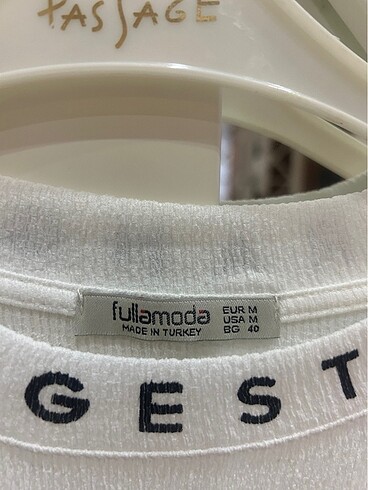 PASSAGE
fullamoda
MADE IN TURKEY
EUR M
USA M
BG 40
GEST